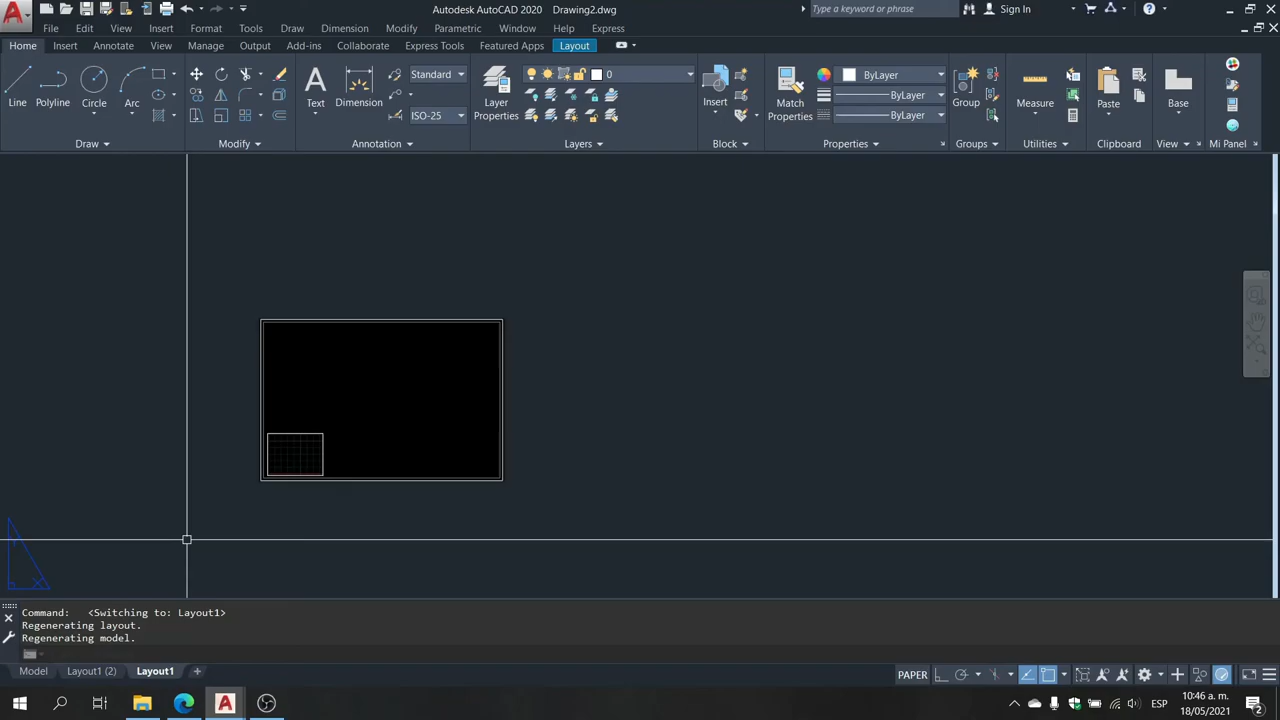 Autodesk AutoCAD 2020 Drawing2.dwg
Type a keyword or phrase
Sign In
File Edit View Insert Format Tools Draw Dimension Modify Parametric Window Help Express
Home Insert Annotate View Manage Output Add-ins Collaborate Express Tools Featured Apps Layout
Line Polyline Circle Arc
Text Dimension
Standard
ISO-25
Layer Properties
0
Insert
Match Properties
ByLayer
ByLayer
ByLayer
Group
Measure
Paste
Base
Draw Modify Annotation Layers Block Properties Groups Utilities Clipboard View Mi Panel
Command: <Switching to: Layout1>
Regenerating layout.
Regenerating model.
Model Layout1 (2) Layout1 +
PAPER
10:46 a. m.
ESP
18/05/2021
2